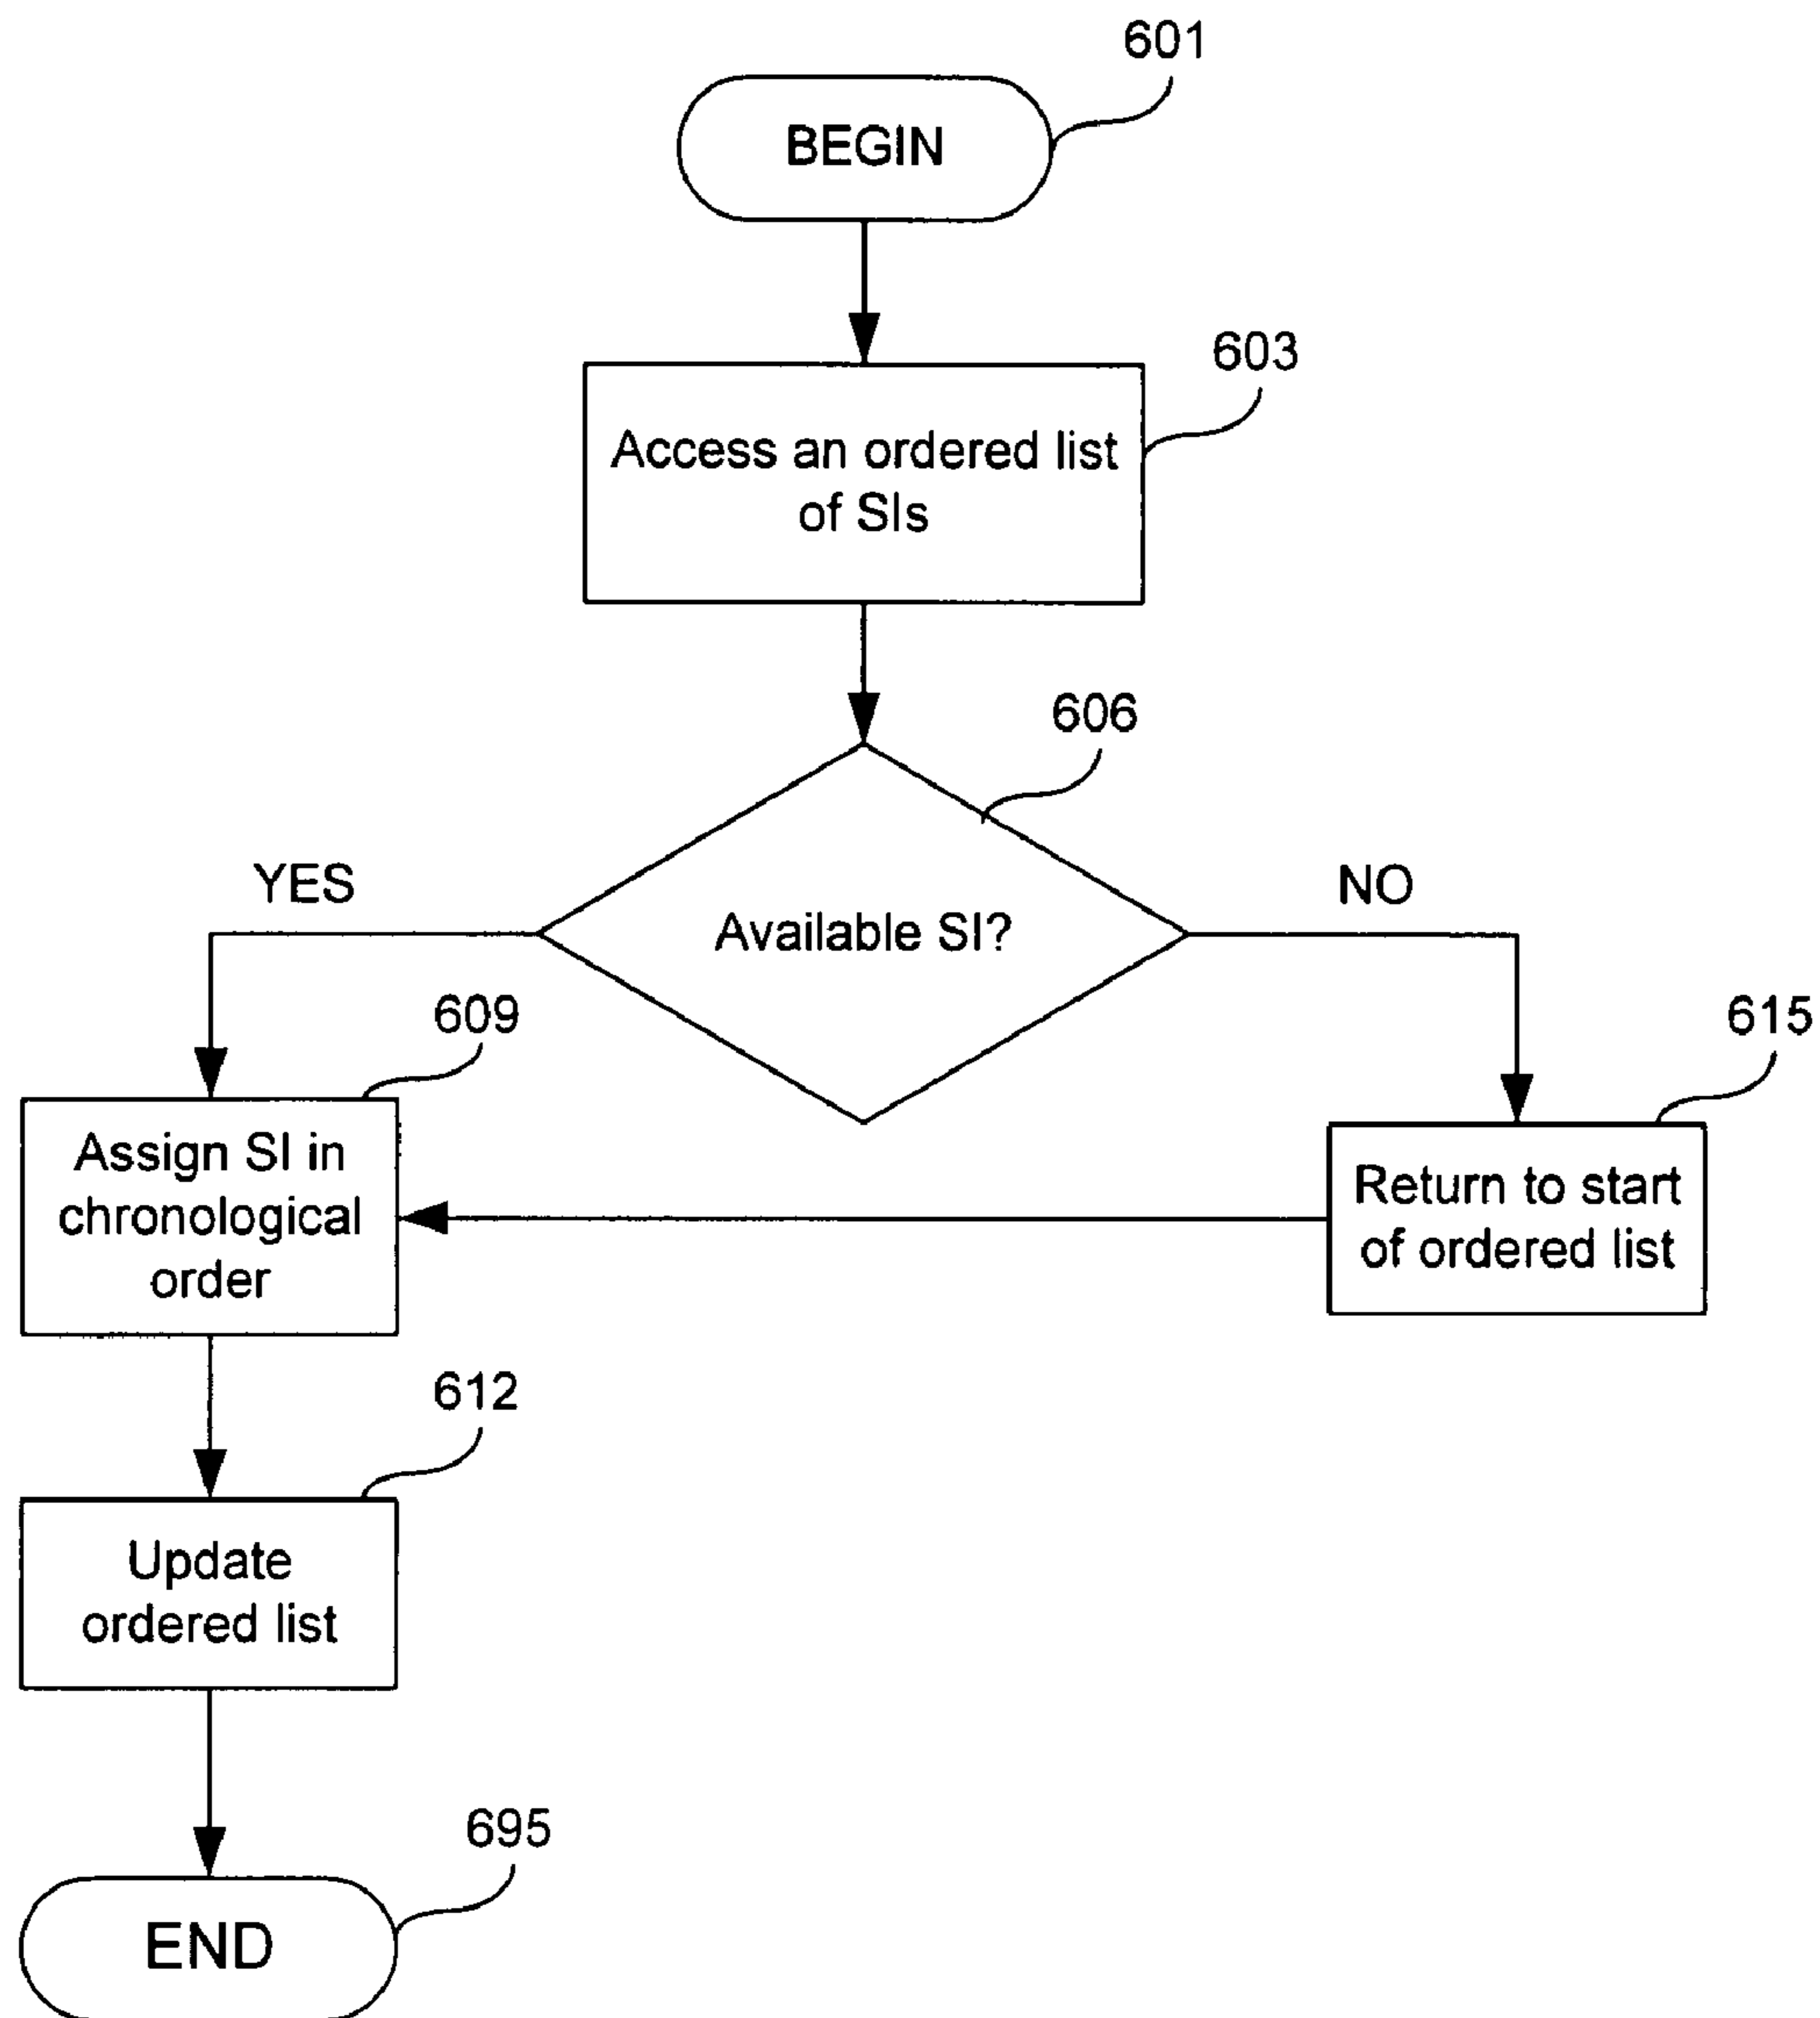 601
BEGIN
603
Access an ordered list
of SIs
606
YES
NO
Available SI?
609
615
Assign SI in
chronological
order
Return to start
of ordered list
612
Update
ordered list
695
END